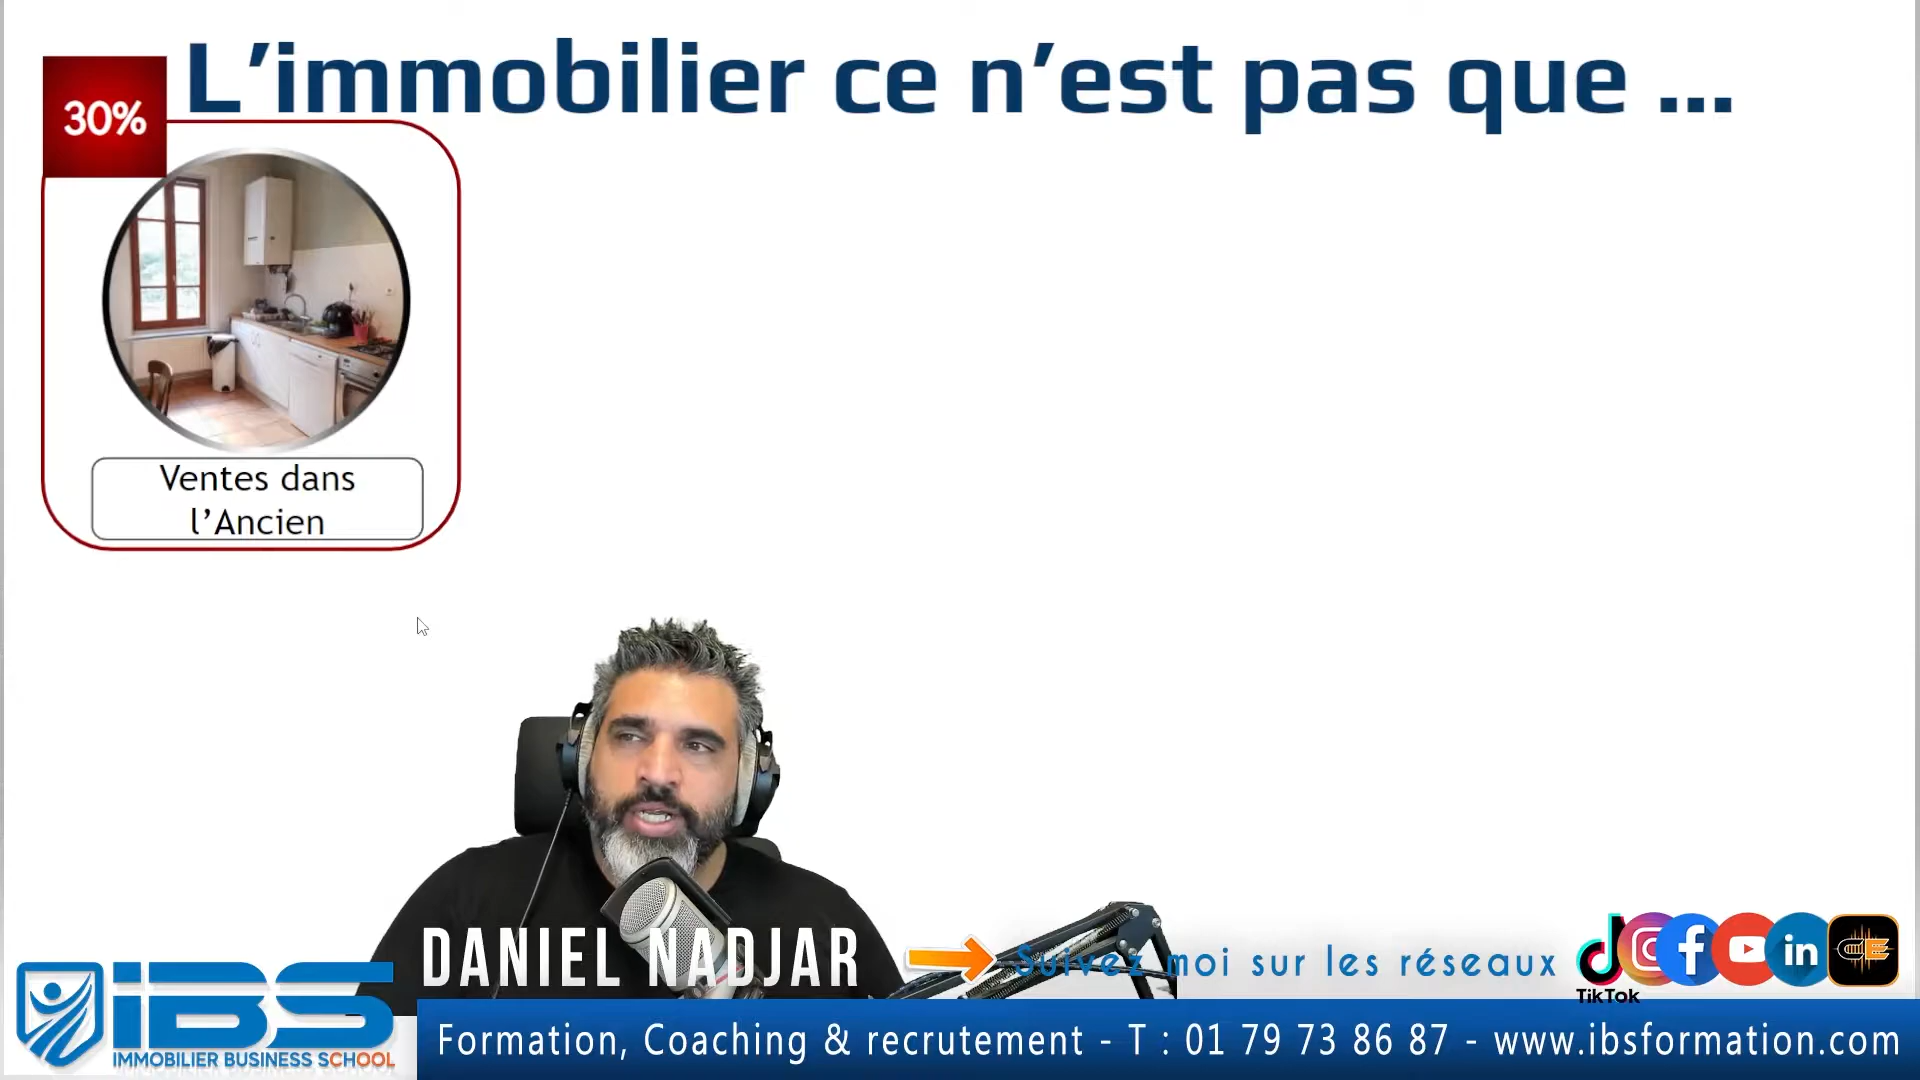 L’immobilier ce n’est pas que ...
30%
Ventes dans
l’Ancien
DANIEL NADJAR
Suivez moi sur les réseaux
TikTok
iBS
IMMOBILIER BUSINESS SCHOOL
Formation, Coaching & recrutement - T : 01 79 73 86 87 - www.ibsformation.com